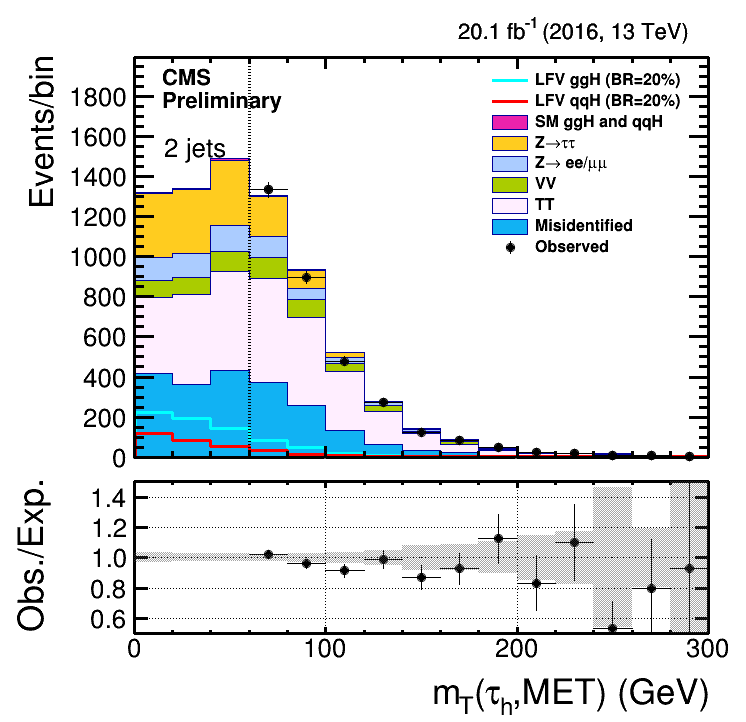 20.1 fb⁻¹ (2016, 13 TeV)
Events/bin
CMS
Preliminary
2 jets
LFV ggH (BR=20%)
LFV qqH (BR=20%)
SM ggH and qqH
Z→ττ
Z→ ee/μμ
VV
TT
Misidentified
Observed
1800
1600
1400
1200
1000
800
600
400
200
0
Obs./Exp.
1.4
1.2
1.0
0.8
0.6
0 100 200 300
m_T(τ_h,MET) (GeV)